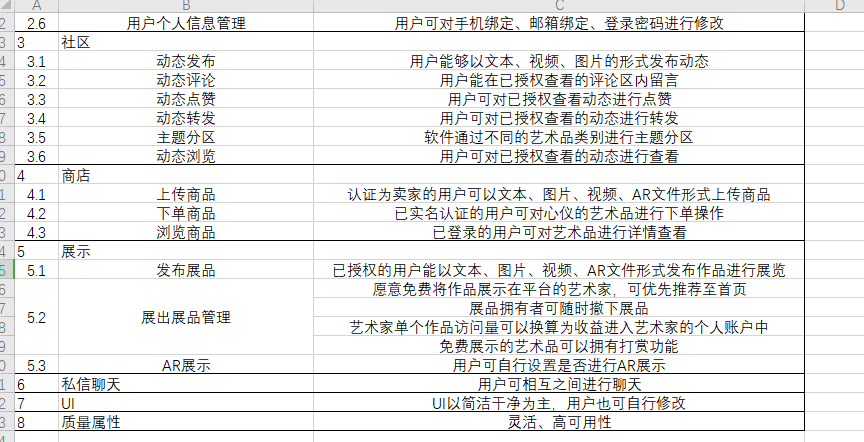 A B C D
2 2.6 用户个人信息管理 用户可对手机绑定、邮箱绑定、登录密码进行修改
3 3 社区
4 3.1 动态发布 用户能够以文本、视频、图片的形式发布动态
5 3.2 动态评论 用户能在已授权查看的评论区内留言
6 3.3 动态点赞 用户可对已授权查看动态进行点赞
7 3.4 动态转发 用户可对已授权查看的动态进行转发
8 3.5 主题分区 软件通过不同的艺术品类别进行主题分区
9 3.6 动态浏览 用户可对已授权查看的动态进行查看
0 4 商店
1 4.1 上传商品 认证为卖家的用户可以文本、图片、视频、AR文件形式上传商品
2 4.2 下单商品 已实名认证的用户可对心仪的艺术品进行下单操作
3 4.3 浏览商品 已登录的用户可对艺术品进行详情查看
4 5 展示
5 5.1 发布展品 已授权的用户能以文本、图片、视频、AR文件形式发布作品进行展览
6 愿意免费将作品展示在平台的艺术家，可优先推荐至首页
7 5.2 展出展品管理 展品拥有者可随时撤下展品
8 艺术家单个作品访问量可以换算为收益进入艺术家的个人账户中
9 免费展示的艺术品可以拥有打赏功能
0 5.3 AR展示 用户可自行设置是否进行AR展示
1 6 私信聊天 用户可相互之间进行聊天
2 7 UI UI以简洁干净为主，用户也可自行修改
3 8 质量属性 灵活、高可用性